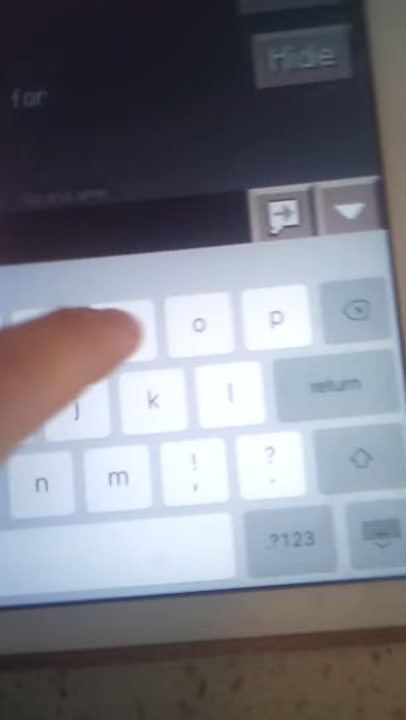 Hide
for
o p
j k l return
n m ! , ? .
.?123